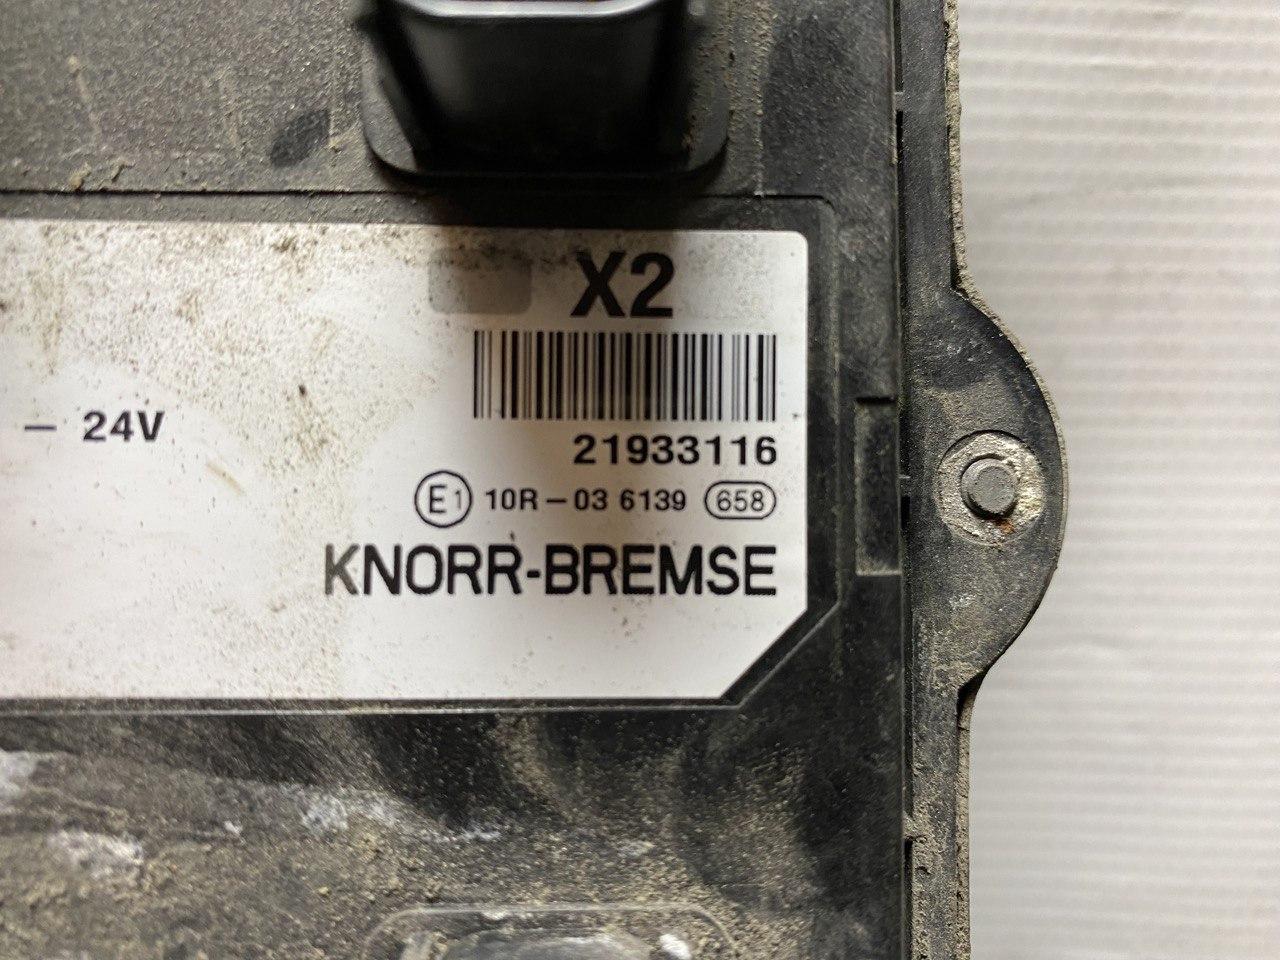 X2
– 24V
21933116
E1 10R – 03 6139 658
KNORR-BREMSE